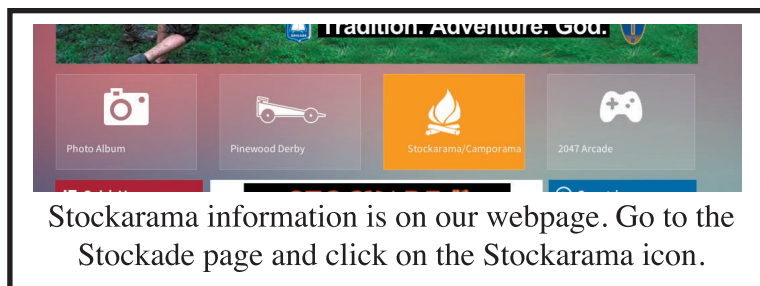 Tradition. Adventure. God.
Photo Album
Pinewood Derby
Stockarama/Camporama
2047 Arcade
Stockarama information is on our webpage. Go to the
Stockade page and click on the Stockarama icon.